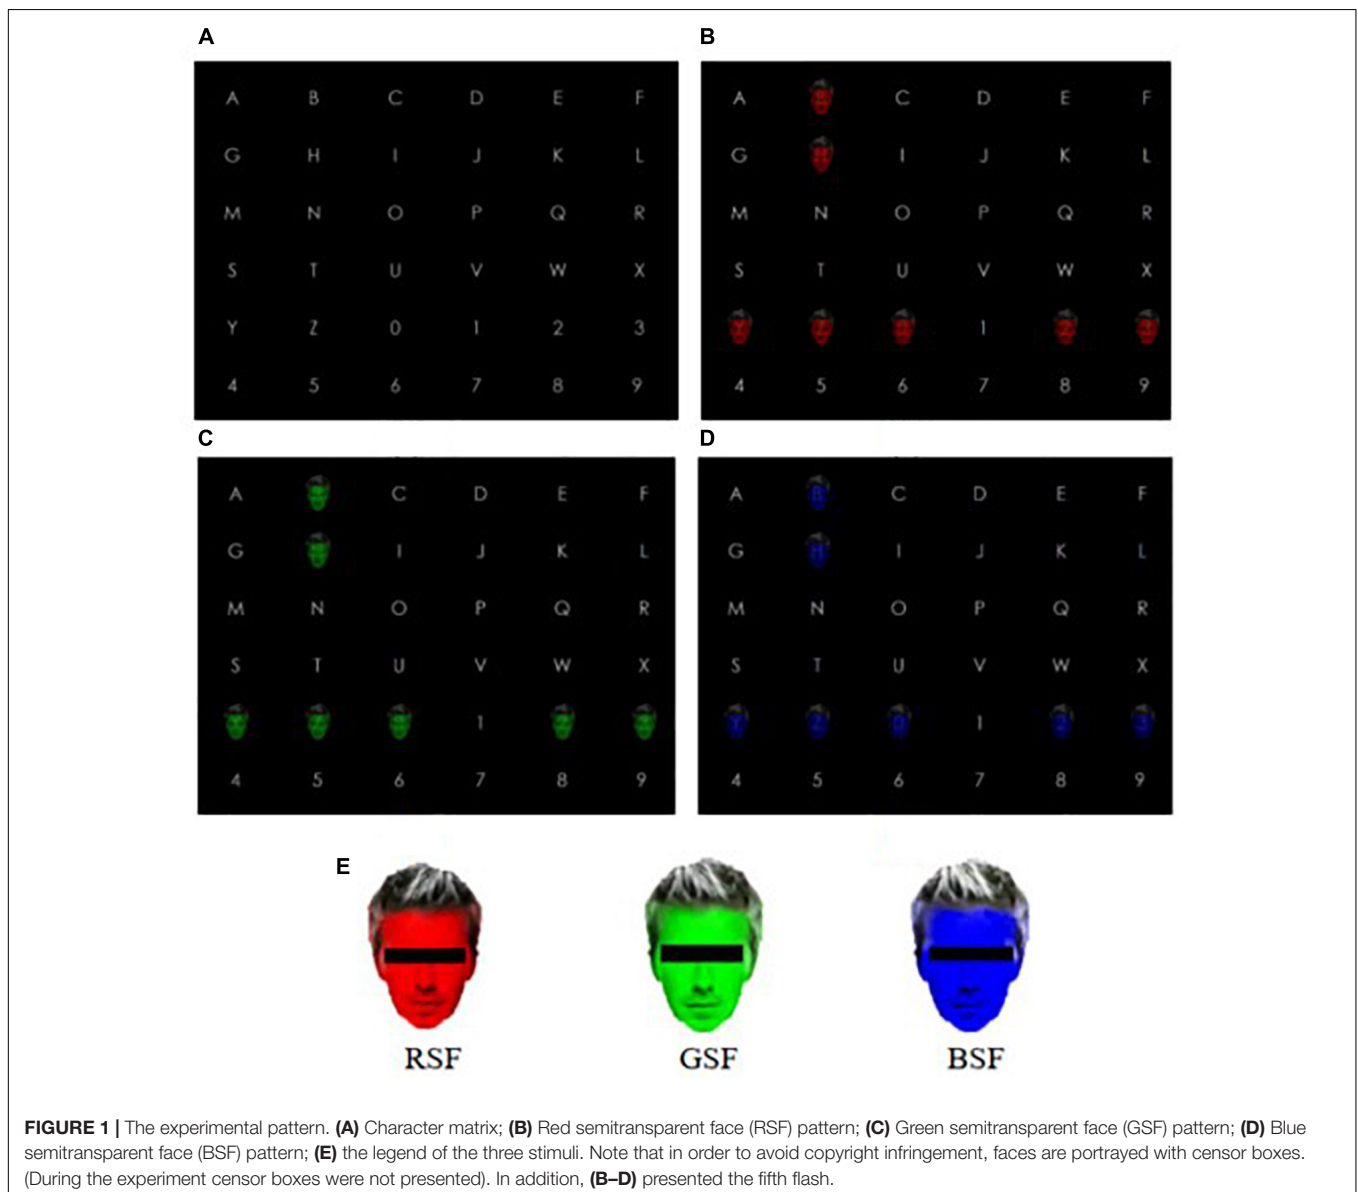 A
A B C D E F
G H I J K L
M N O P Q R
S T U V W X
Y Z 0 1 2 3
4 5 6 7 8 9
B
A C D E F
G I J K L
M N O P Q R
S T U V W X
1
4 5 6 7 8 9
C
A C D E F
G I J K L
M N O P Q R
S T U V W X
1
4 5 6 7 8 9
D
A B C D E F
G H I J K L
M N O P Q R
S T U V W X
Y Z 0 1 2 3
4 5 6 7 8 9
E
RSF GSF BSF
FIGURE 1 | The experimental pattern. (A) Character matrix; (B) Red semitransparent face (RSF) pattern; (C) Green semitransparent face (GSF) pattern; (D) Blue
semitransparent face (BSF) pattern; (E) the legend of the three stimuli. Note that in order to avoid copyright infringement, faces are portrayed with censor boxes.
(During the experiment censor boxes were not presented). In addition, (B–D) presented the fifth flash.